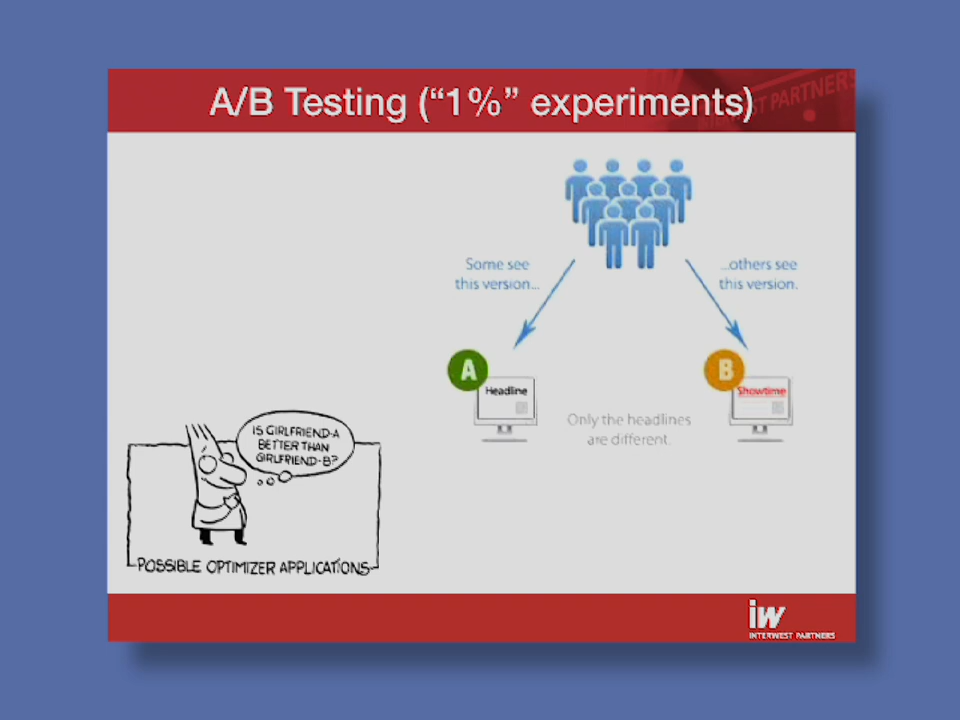 A/B Testing (“1%” experiments)
Some see
this version...
...others see
this version.
A
Headline
B
Showtime
Only the headlines
are different.
IS GIRLFRIEND-A
BETTER THAN
GIRLFRIEND-B?
POSSIBLE OPTIMIZER APPLICATIONS
iw
INTERWEST PARTNERS